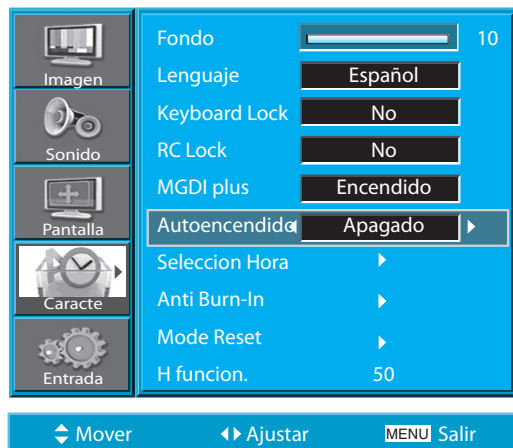 Imagen
Sonido
Pantalla
Caracte
Entrada
Fondo 10
Lenguaje Español
Keyboard Lock No
RC Lock No
MGDI plus Encendido
Autoencendido Apagado
Seleccion Hora
Anti Burn-In
Mode Reset
H funcion. 50
Mover Ajustar MENU Salir